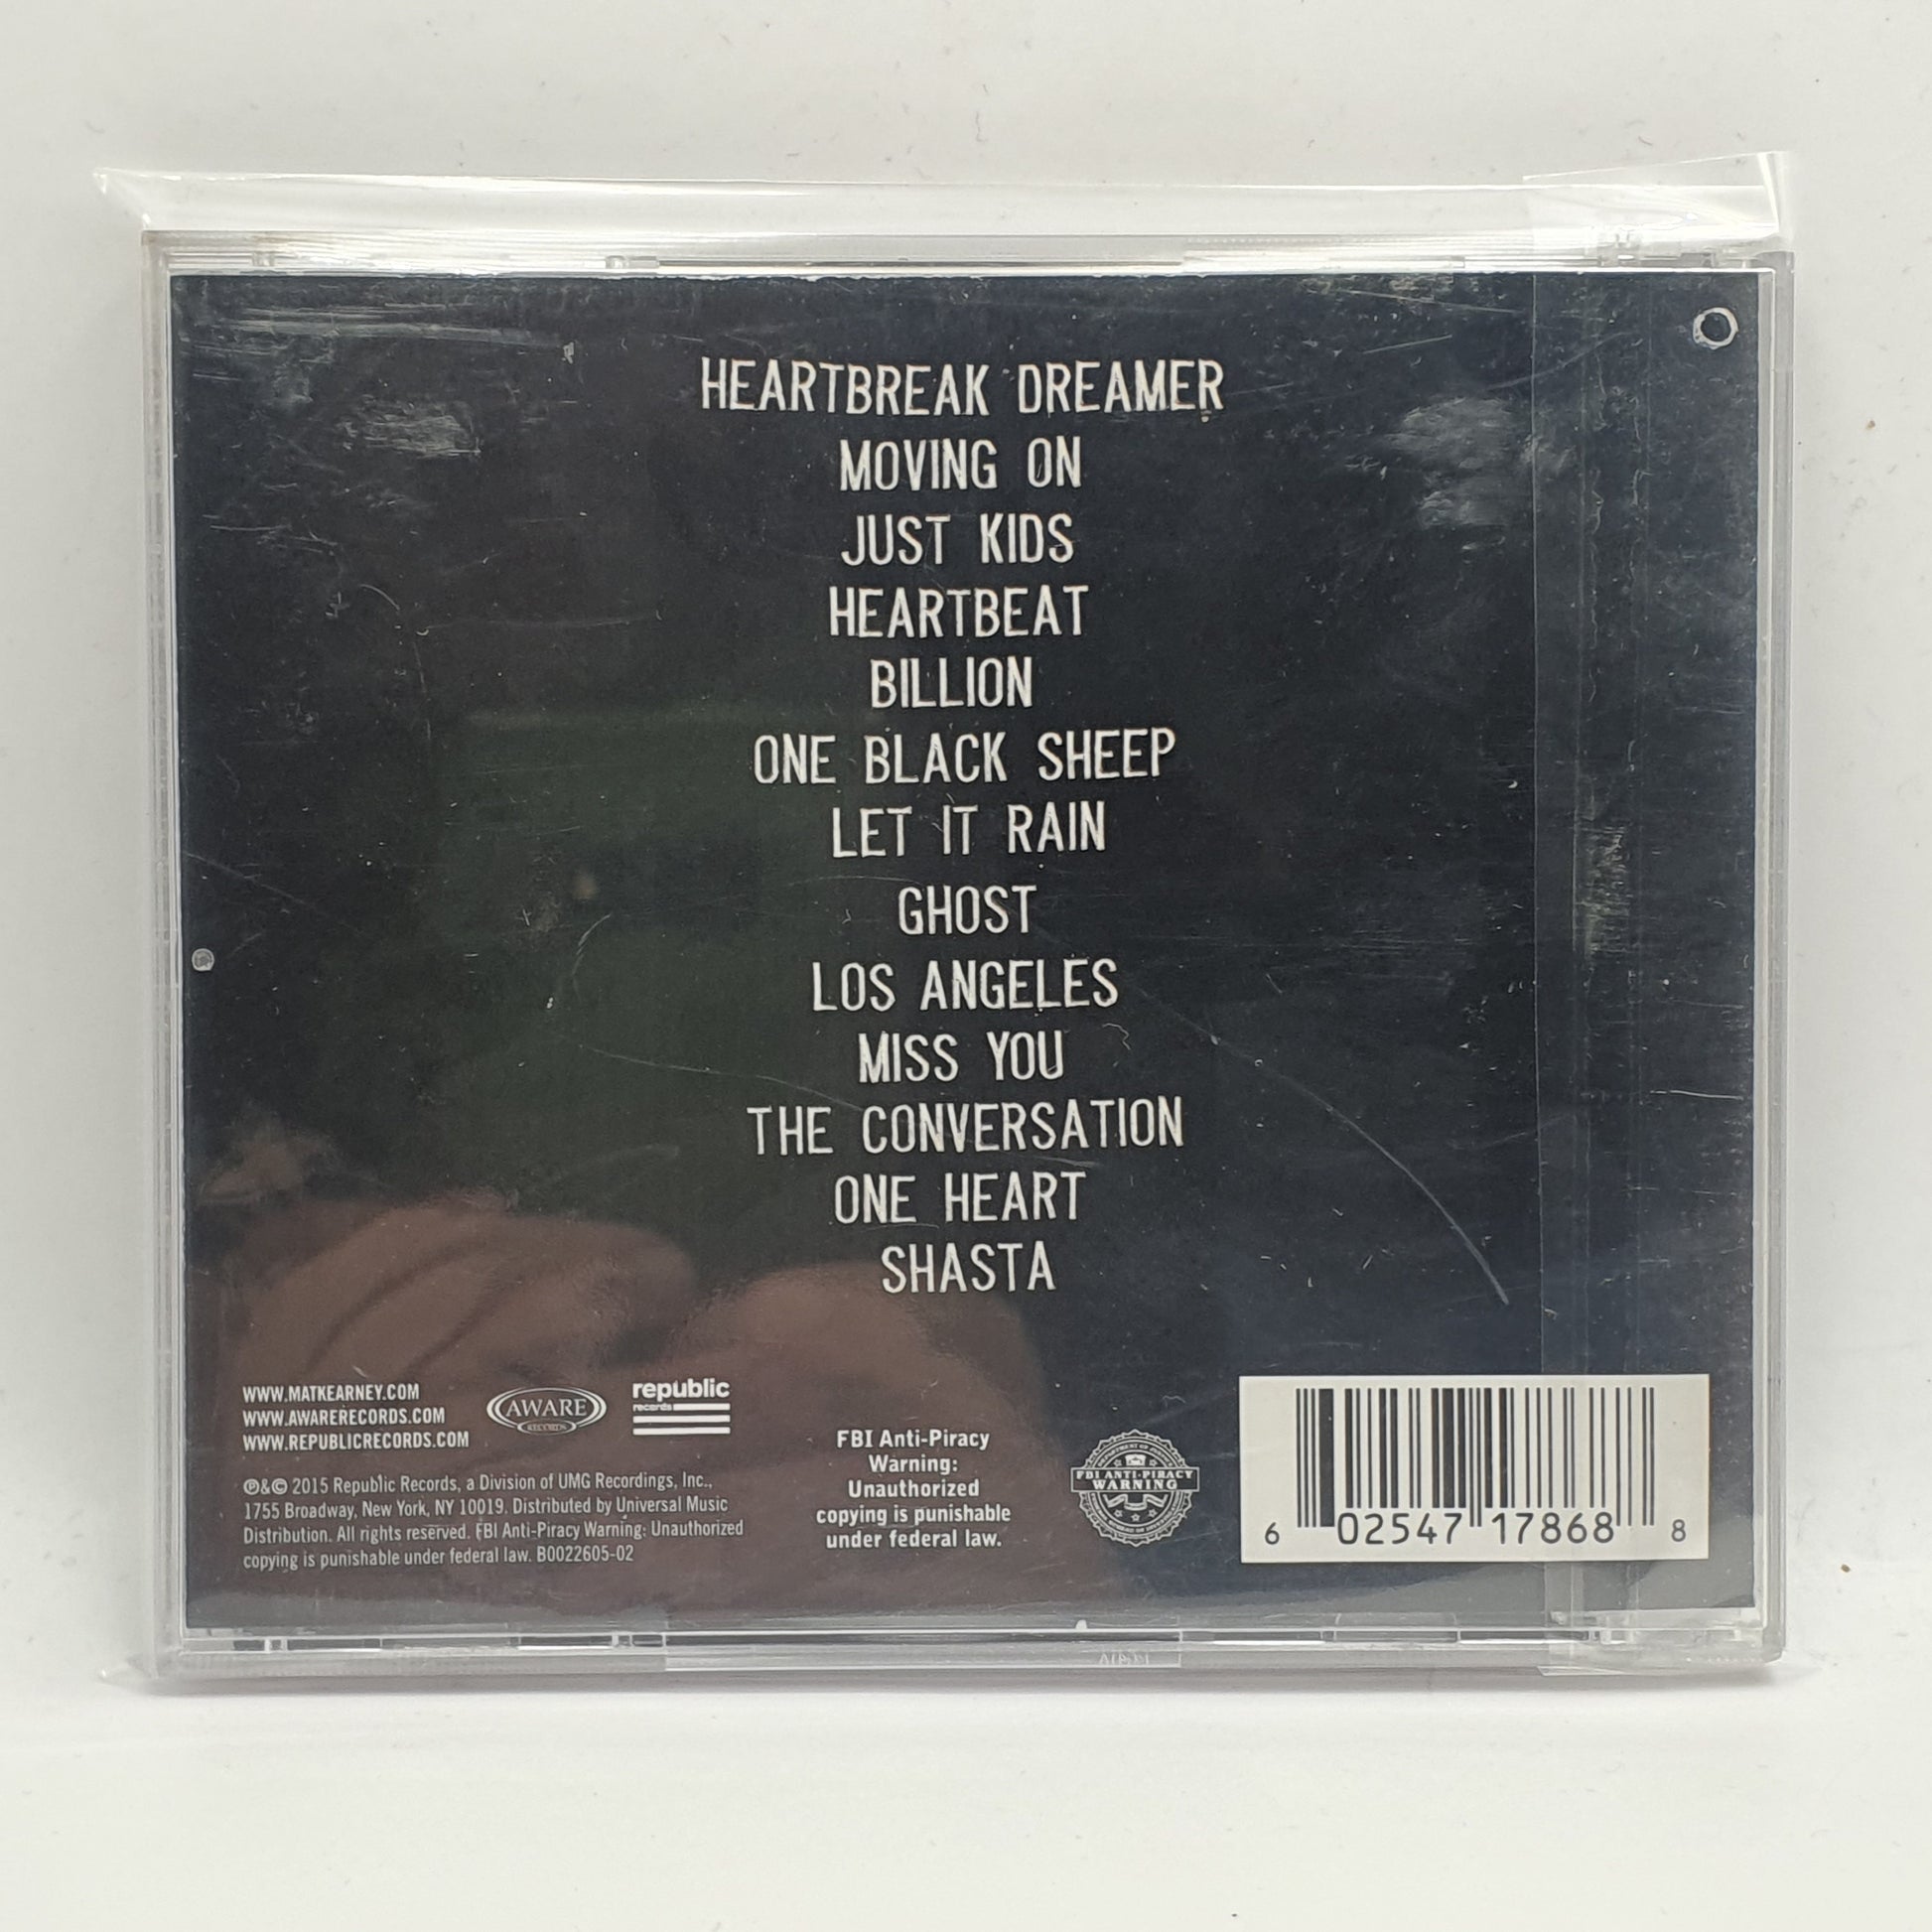 HEARTBREAK DREAMER
MOVING ON
JUST KIDS
HEARTBEAT
BILLION
ONE BLACK SHEEP
LET IT RAIN
GHOST
LOS ANGELES
MISS YOU
THE CONVERSATION
ONE HEART
SHASTA
WWW.MATKEARNEY.COM
WWW.AWARERECORDS.COM
WWW.REPUBLICRECORDS.COM
AWARE
RECORDS
republic
records
℗&© 2015 Republic Records, a Division of UMG Recordings, Inc.,
1755 Broadway, New York, NY 10019. Distributed by Universal Music
Distribution. All rights reserved. FBI Anti-Piracy Warning: Unauthorized
copying is punishable under federal law. B0022605-02
FBI Anti-Piracy
Warning:
Unauthorized
copying is punishable
under federal law.
FBI ANTI-PIRACY
WARNING
6 02547 17868 8